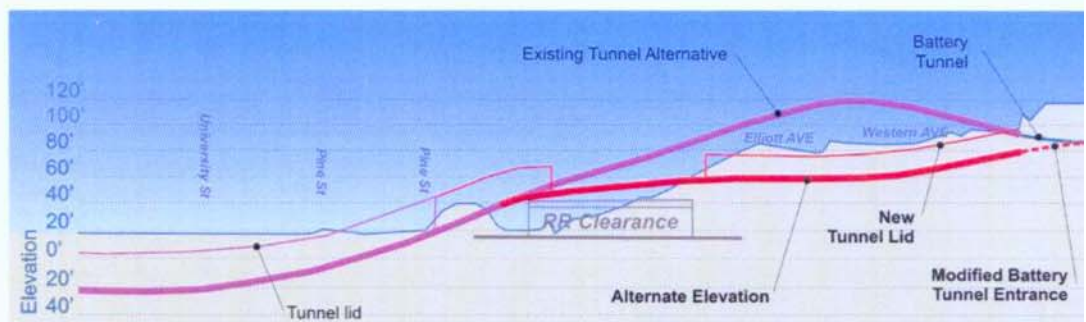 Existing Tunnel Alternative
Battery
Tunnel
120'
100'
80'
60'
40'
20'
0'
20'
40'
Elevation
University St
Pine St
Pine St
Elliott AVE
Western AVE
RR Clearance
New
Tunnel Lid
Tunnel lid
Alternate Elevation
Modified Battery
Tunnel Entrance